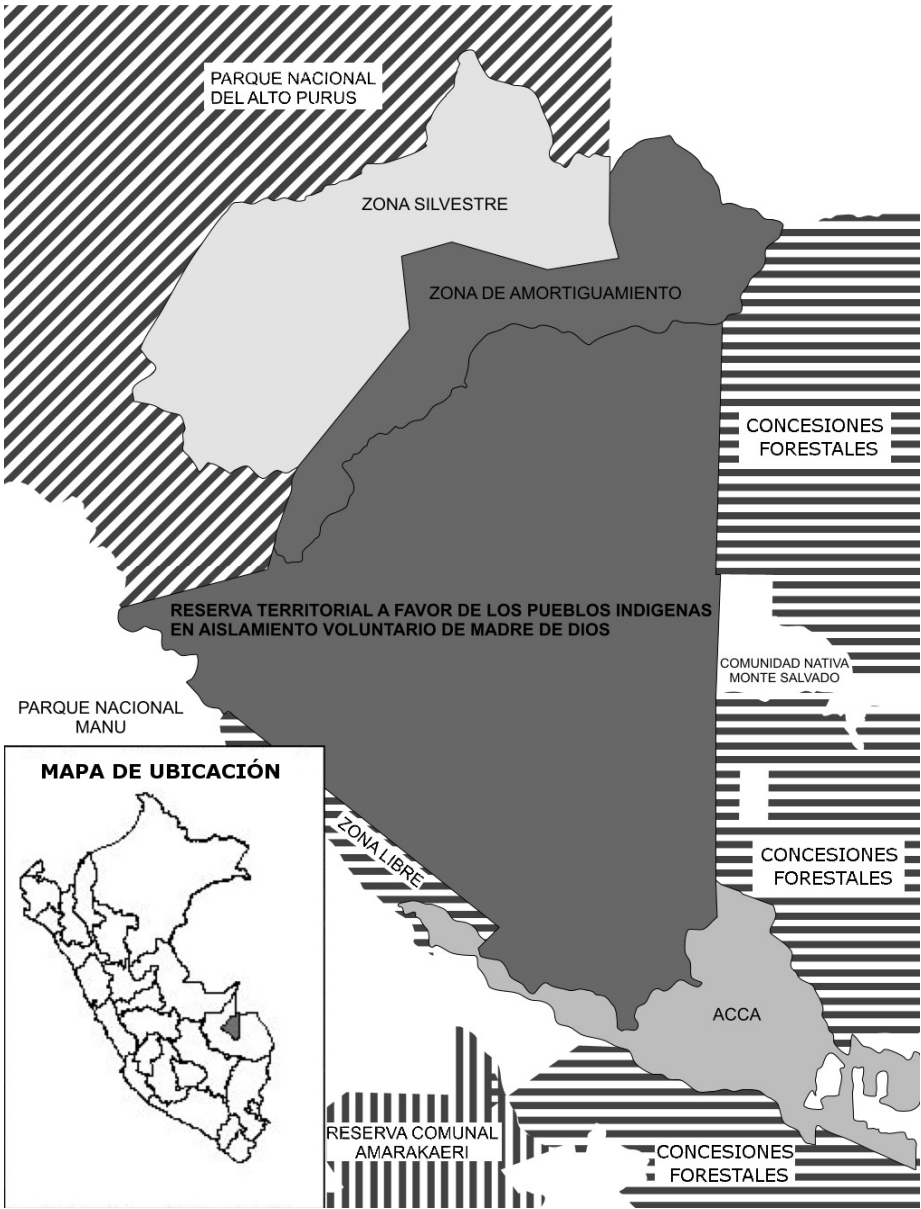 PARQUE NACIONAL
DEL ALTO PURUS
ZONA SILVESTRE
ZONA DE AMORTIGUAMIENTO
CONCESIONES
FORESTALES
RESERVA TERRITORIAL A FAVOR DE LOS PUEBLOS INDIGENAS
EN AISLAMIENTO VOLUNTARIO DE MADRE DE DIOS
COMUNIDAD NATIVA
MONTE SALVADO
PARQUE NACIONAL
MANU
MAPA DE UBICACIÓN
ZONA LIBRE
CONCESIONES
FORESTALES
ACCA
RESERVA COMUNAL
AMARAKAERI
CONCESIONES
FORESTALES